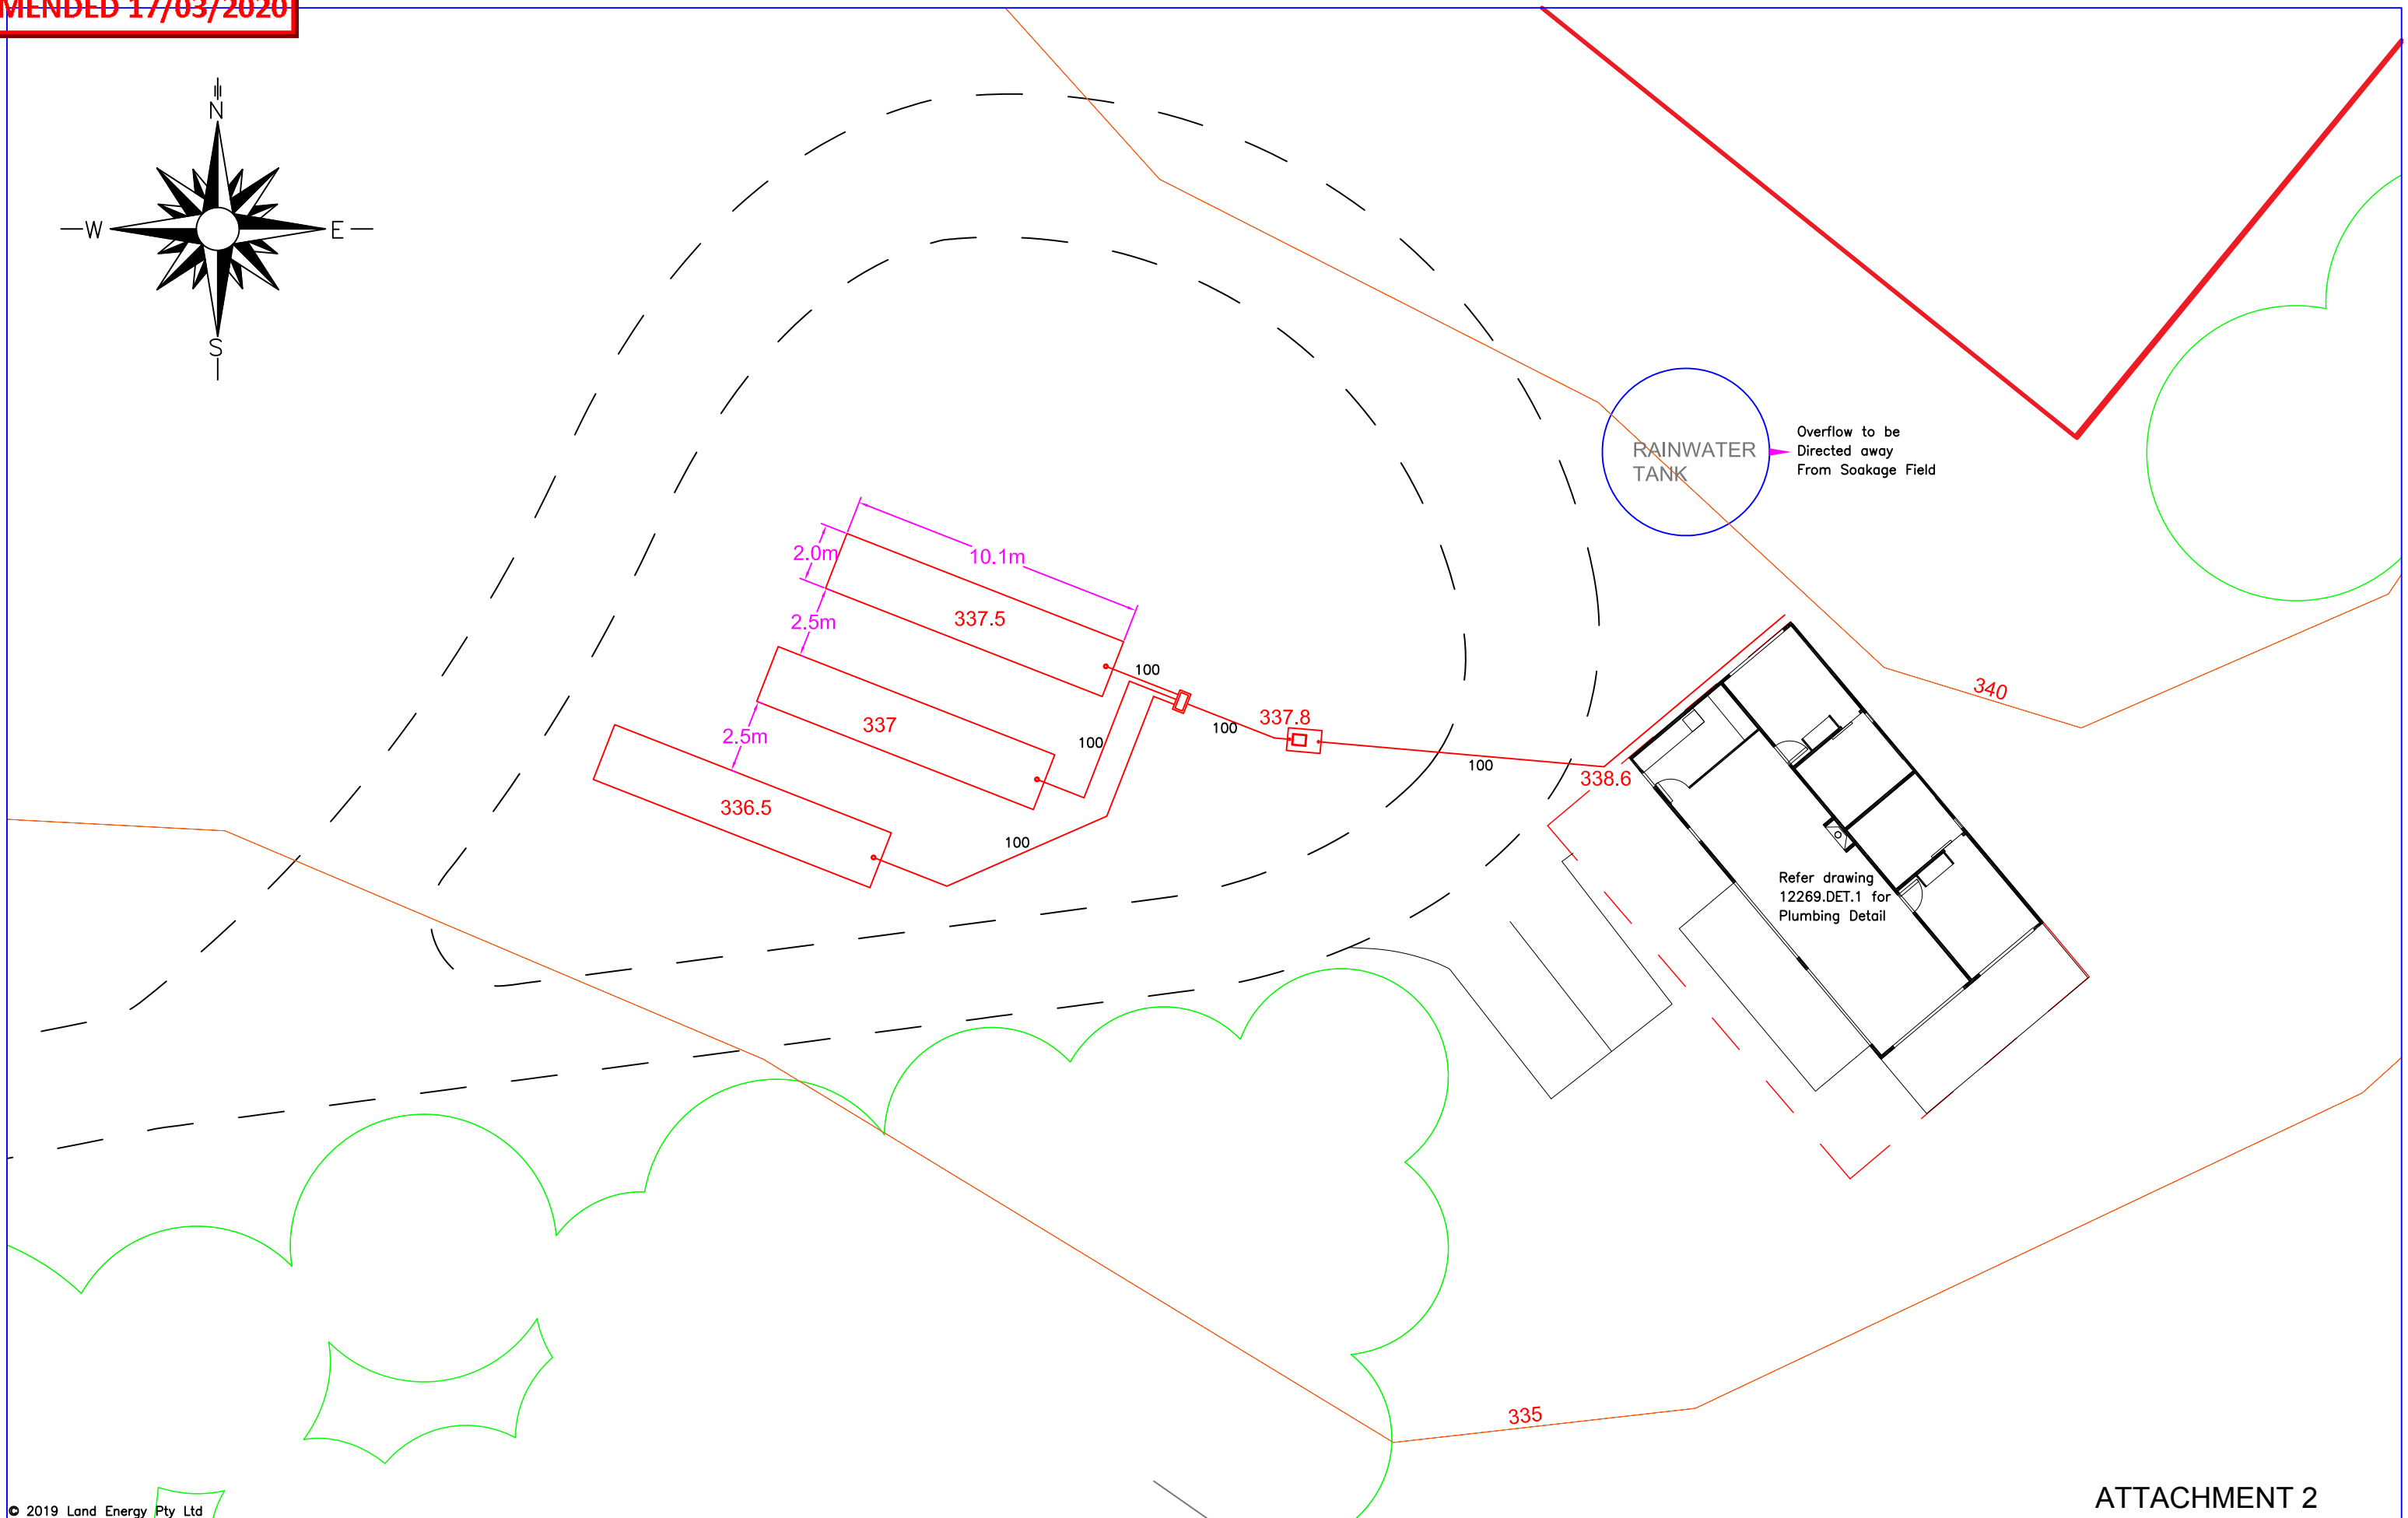 MENDED 17/03/2020
N
W
E
S
RAINWATER
TANK
Overflow to be
Directed away
From Soakage Field
2.0m
10.1m
337.5
2.5m
337
2.5m
336.5
100
100
100
100
337.8
100
338.6
340
Refer drawing
12269.DET.1 for
Plumbing Detail
335
ATTACHMENT 2
© 2019 Land Energy Pty Ltd